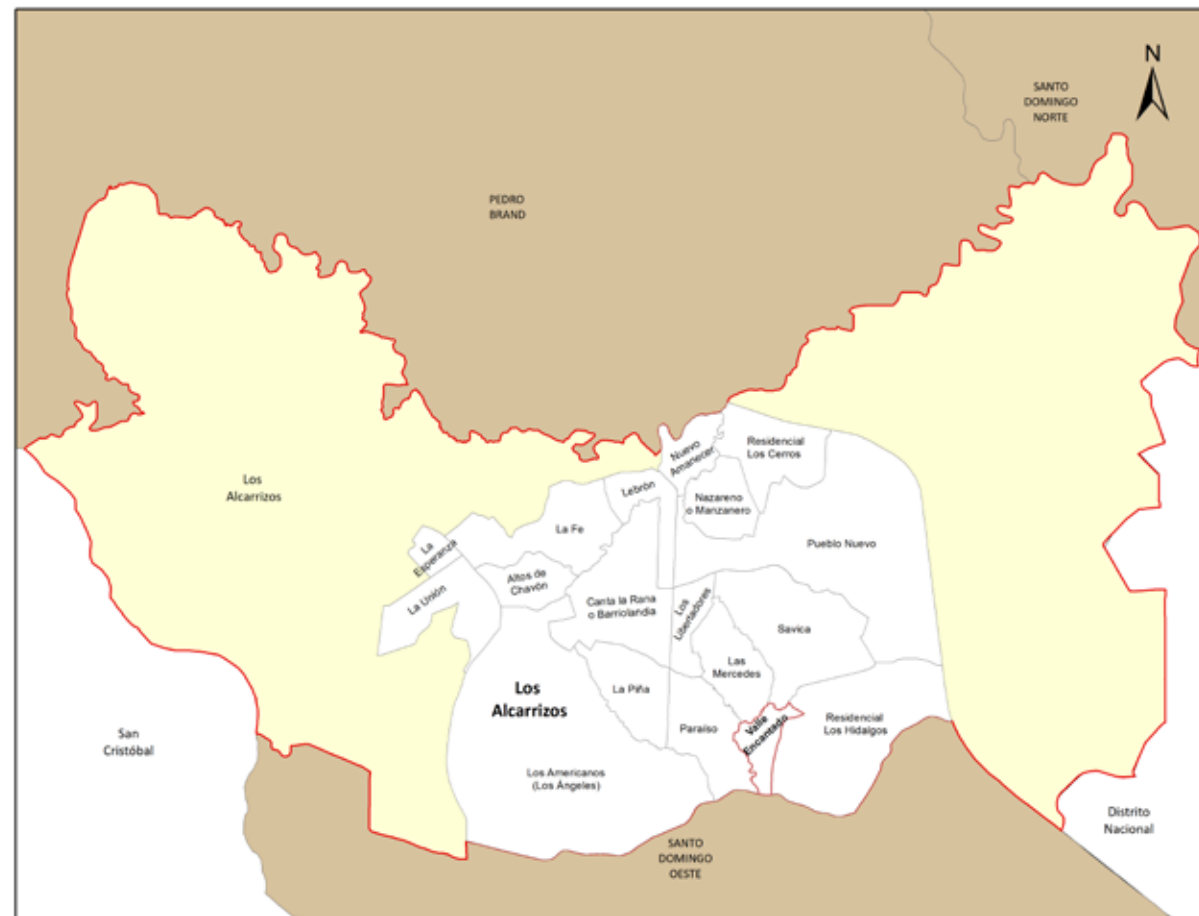 N
SANTO
DOMINGO
NORTE
PEDRO
BRAND
Nuevo
Amanecer
Residencial
Los Cerros
Los
Alcarrizos
Lebrón
Nazareno
o Manzanero
La Fe
La
Esperanza
Pueblo Nuevo
Altos de
Chavón
La Unión
Canta la Rana
o Barriolandia
Los
Libertadores
Savica
Las
Mercedes
Los
Alcarrizos
La Piña
San
Cristóbal
Paraíso
Valle
Encantado
Residencial
Los Hidalgos
Los Americanos
(Los Ángeles)
Distrito
Nacional
SANTO
DOMINGO
OESTE